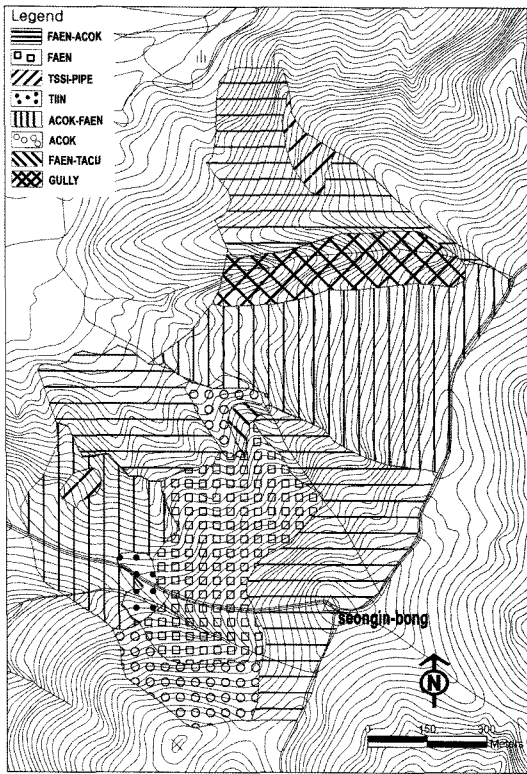 Legend
FAEN-ACOK
FAEN
TSSI-PIPE
TIIN
ACOK-FAEN
ACOK
FAEN-TACU
GULLY
seongin-bong
N
0 150 300
Meters